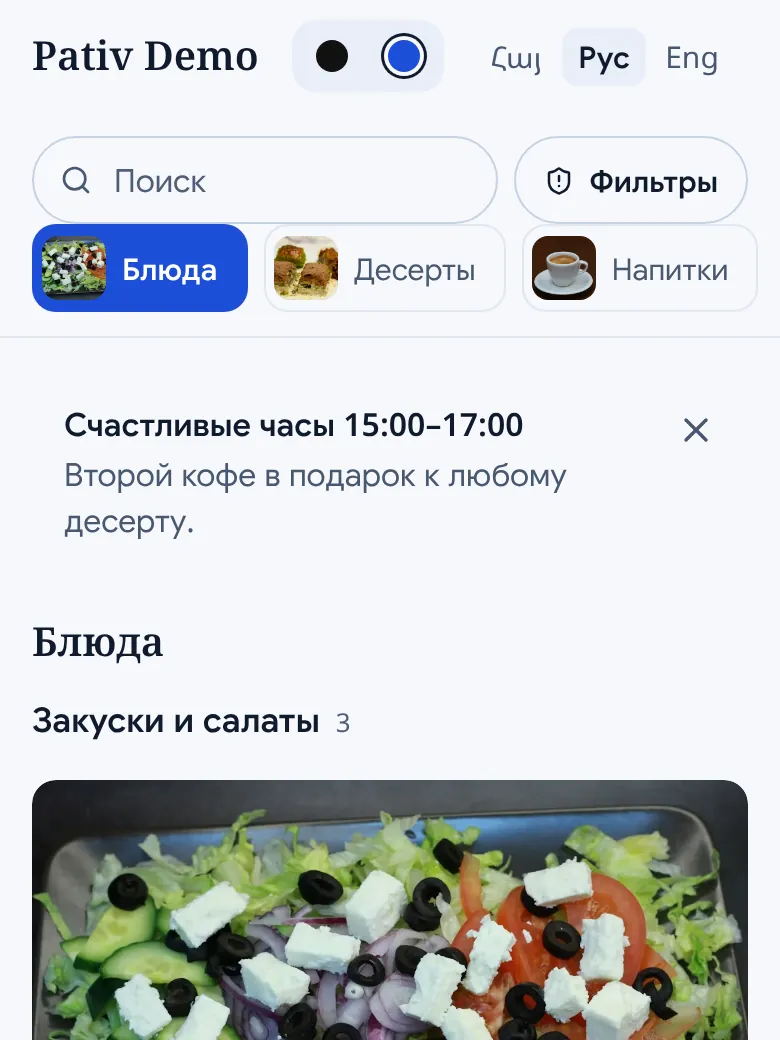 Pativ Demo
Հայ Рус Eng
Поиск
Фильтры
Блюда Десерты Напитки
Счастливые часы 15:00–17:00
Второй кофе в подарок к любому
десерту.
Блюда
Закуски и салаты 3